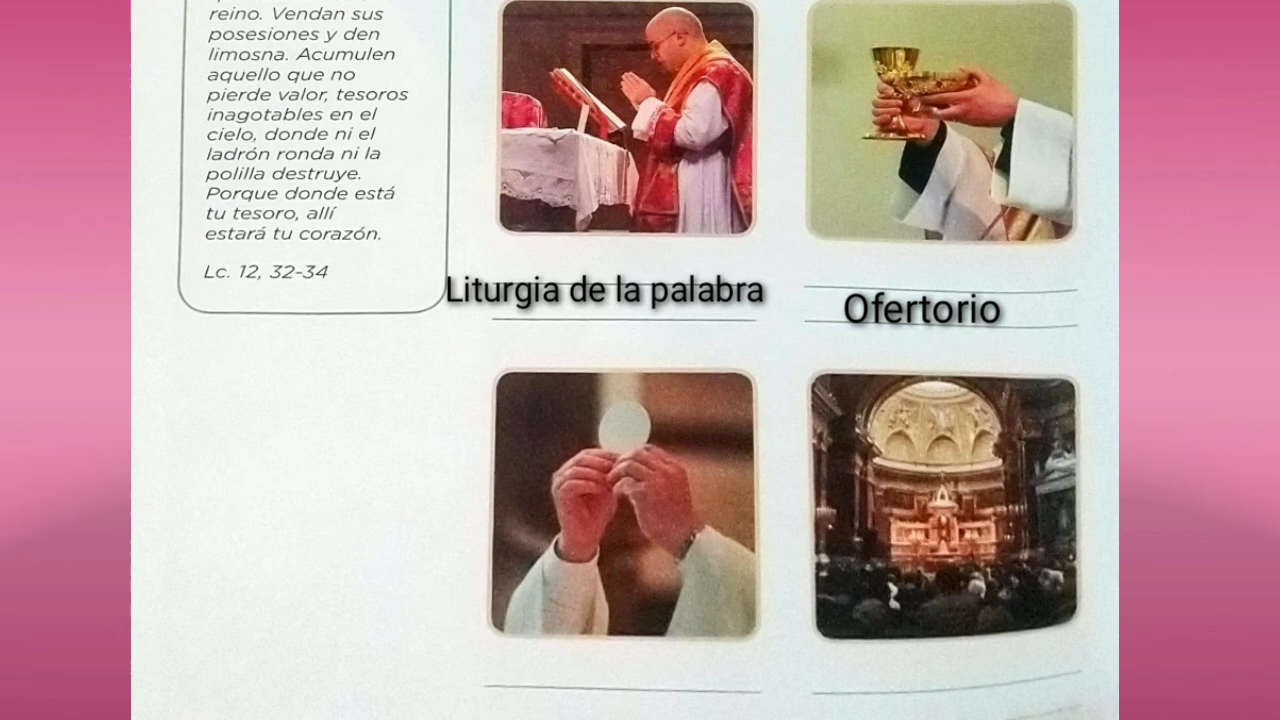 reino. Vendan sus
posesiones y den
limosna. Acumulen
aquello que no
pierde valor, tesoros
inagotables en el
cielo, donde ni el
ladrón ronda ni la
polilla destruye.
Porque donde está
tu tesoro, allí
estará tu corazón.
Lc. 12, 32-34
Liturgia de la palabra
Ofertorio